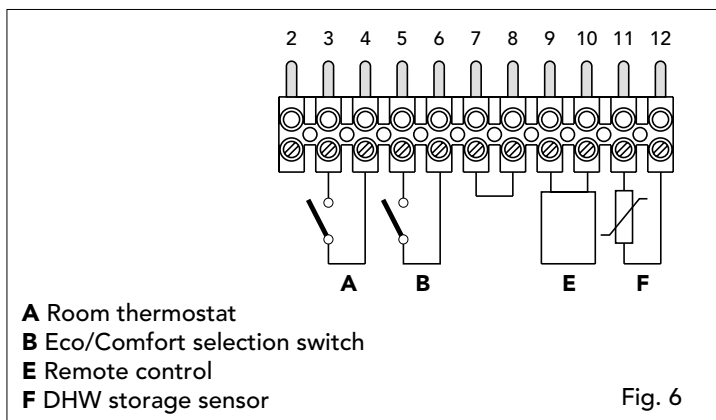 2 3 4 5 6 7 8 9 10 11 12
A B E F
A Room thermostat
B Eco/Comfort selection switch
E Remote control
F DHW storage sensor
Fig. 6